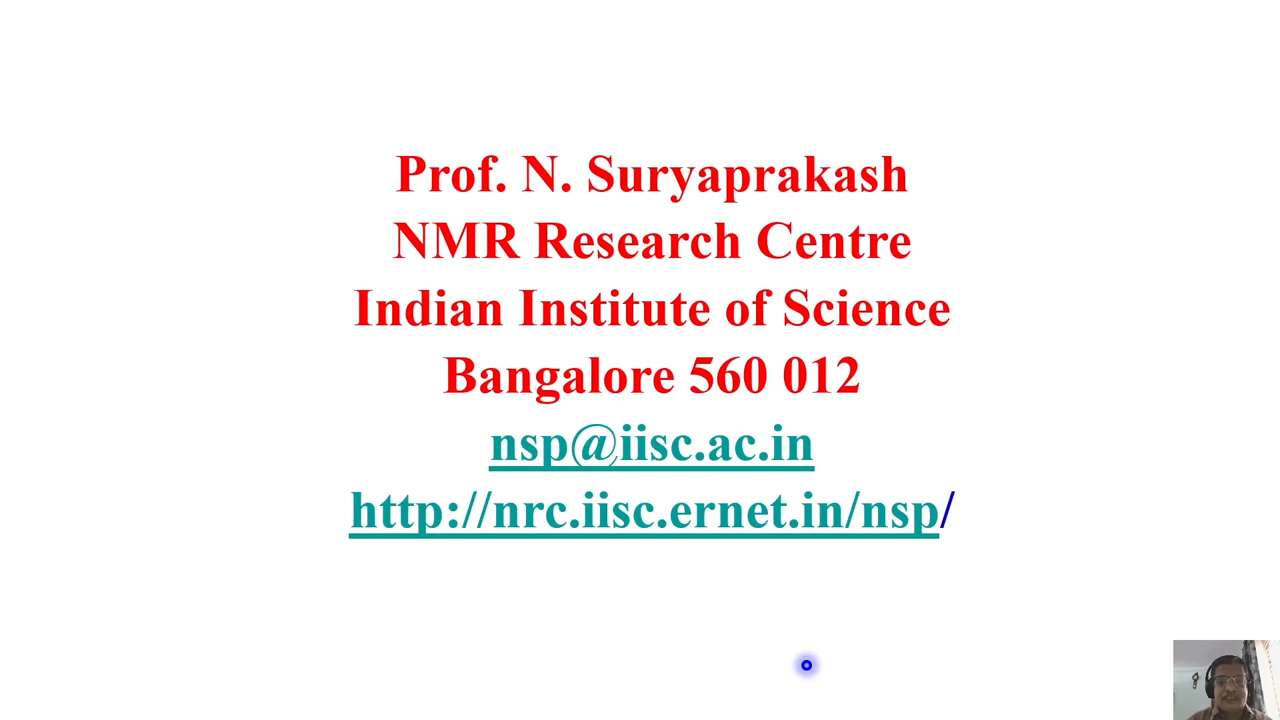 Prof. N. Suryaprakash
NMR Research Centre
Indian Institute of Science
Bangalore 560 012
nsp@iisc.ac.in
http://nrc.iisc.ernet.in/nsp/